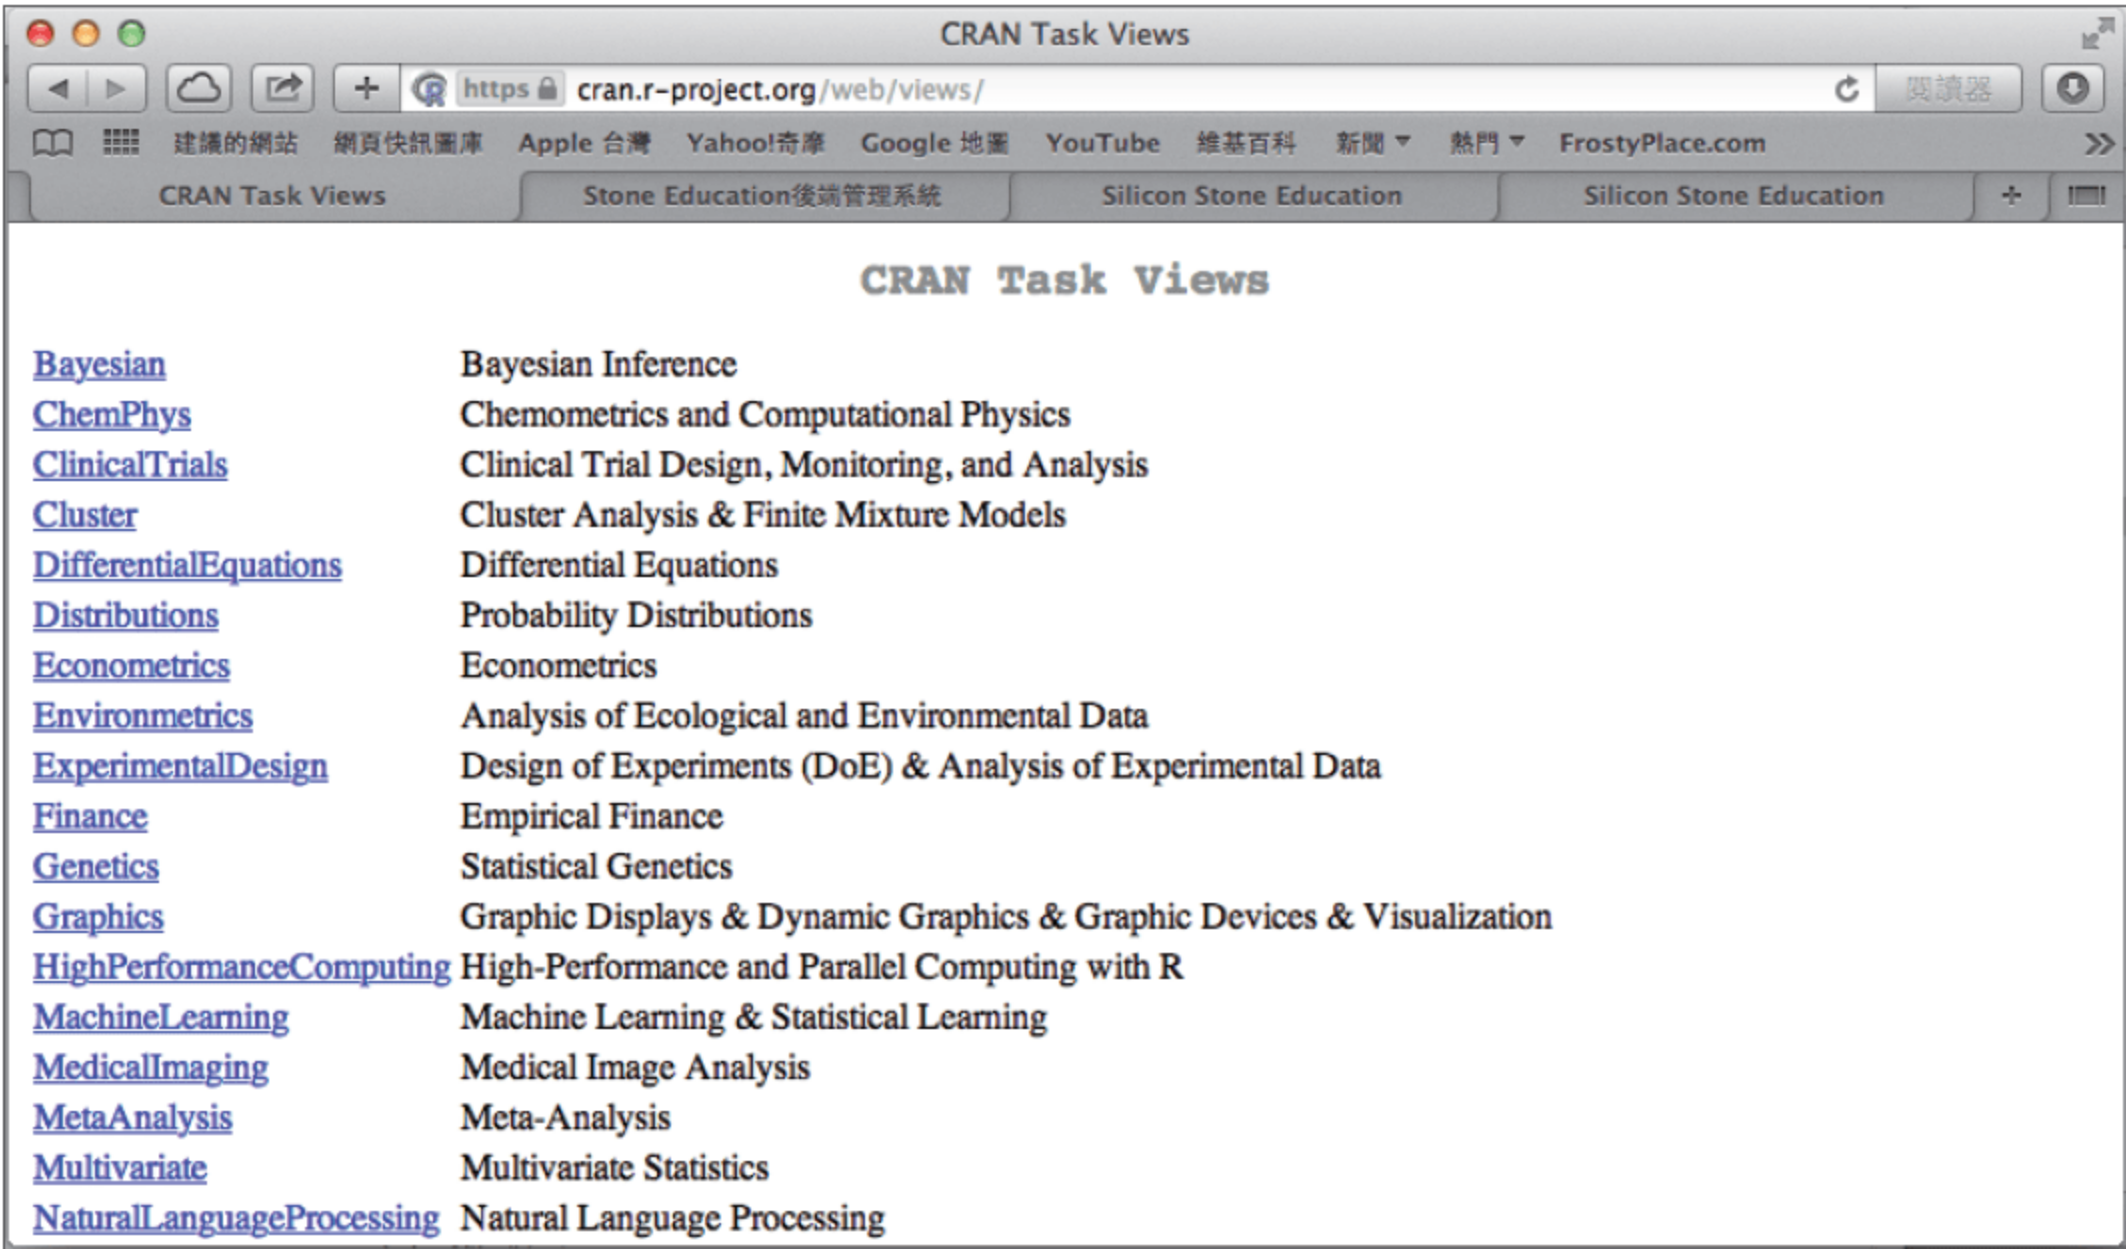 CRAN Task Views
https cran.r-project.org/web/views/ 閱讀器
建議的網站 網頁快訊圖庫 Apple 台灣 Yahoo!奇摩 Google 地圖 YouTube 維基百科 新聞 熱門 FrostyPlace.com
CRAN Task Views Stone Education後端管理系統 Silicon Stone Education Silicon Stone Education
CRAN Task Views
Bayesian Bayesian Inference
ChemPhys Chemometrics and Computational Physics
ClinicalTrials Clinical Trial Design, Monitoring, and Analysis
Cluster Cluster Analysis & Finite Mixture Models
DifferentialEquations Differential Equations
Distributions Probability Distributions
Econometrics Econometrics
Environmetrics Analysis of Ecological and Environmental Data
ExperimentalDesign Design of Experiments (DoE) & Analysis of Experimental Data
Finance Empirical Finance
Genetics Statistical Genetics
Graphics Graphic Displays & Dynamic Graphics & Graphic Devices & Visualization
HighPerformanceComputing High-Performance and Parallel Computing with R
MachineLearning Machine Learning & Statistical Learning
MedicalImaging Medical Image Analysis
MetaAnalysis Meta-Analysis
Multivariate Multivariate Statistics
NaturalLanguageProcessing Natural Language Processing